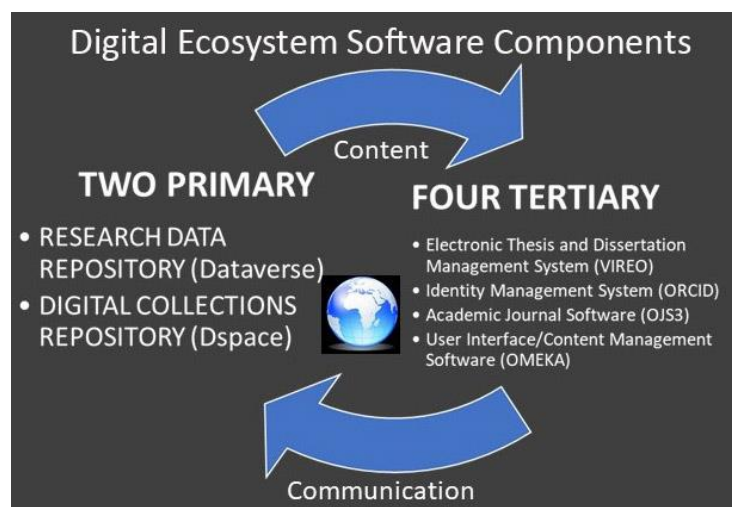 Digital Ecosystem Software Components
Content
TWO PRIMARY
• RESEARCH DATA
REPOSITORY (Dataverse)
• DIGITAL COLLECTIONS
REPOSITORY (Dspace)
FOUR TERTIARY
• Electronic Thesis and Dissertation
Management System (VIREO)
• Identity Management System (ORCID)
• Academic Journal Software (OJS3)
• User Interface/Content Management
Software (OMEKA)
Communication